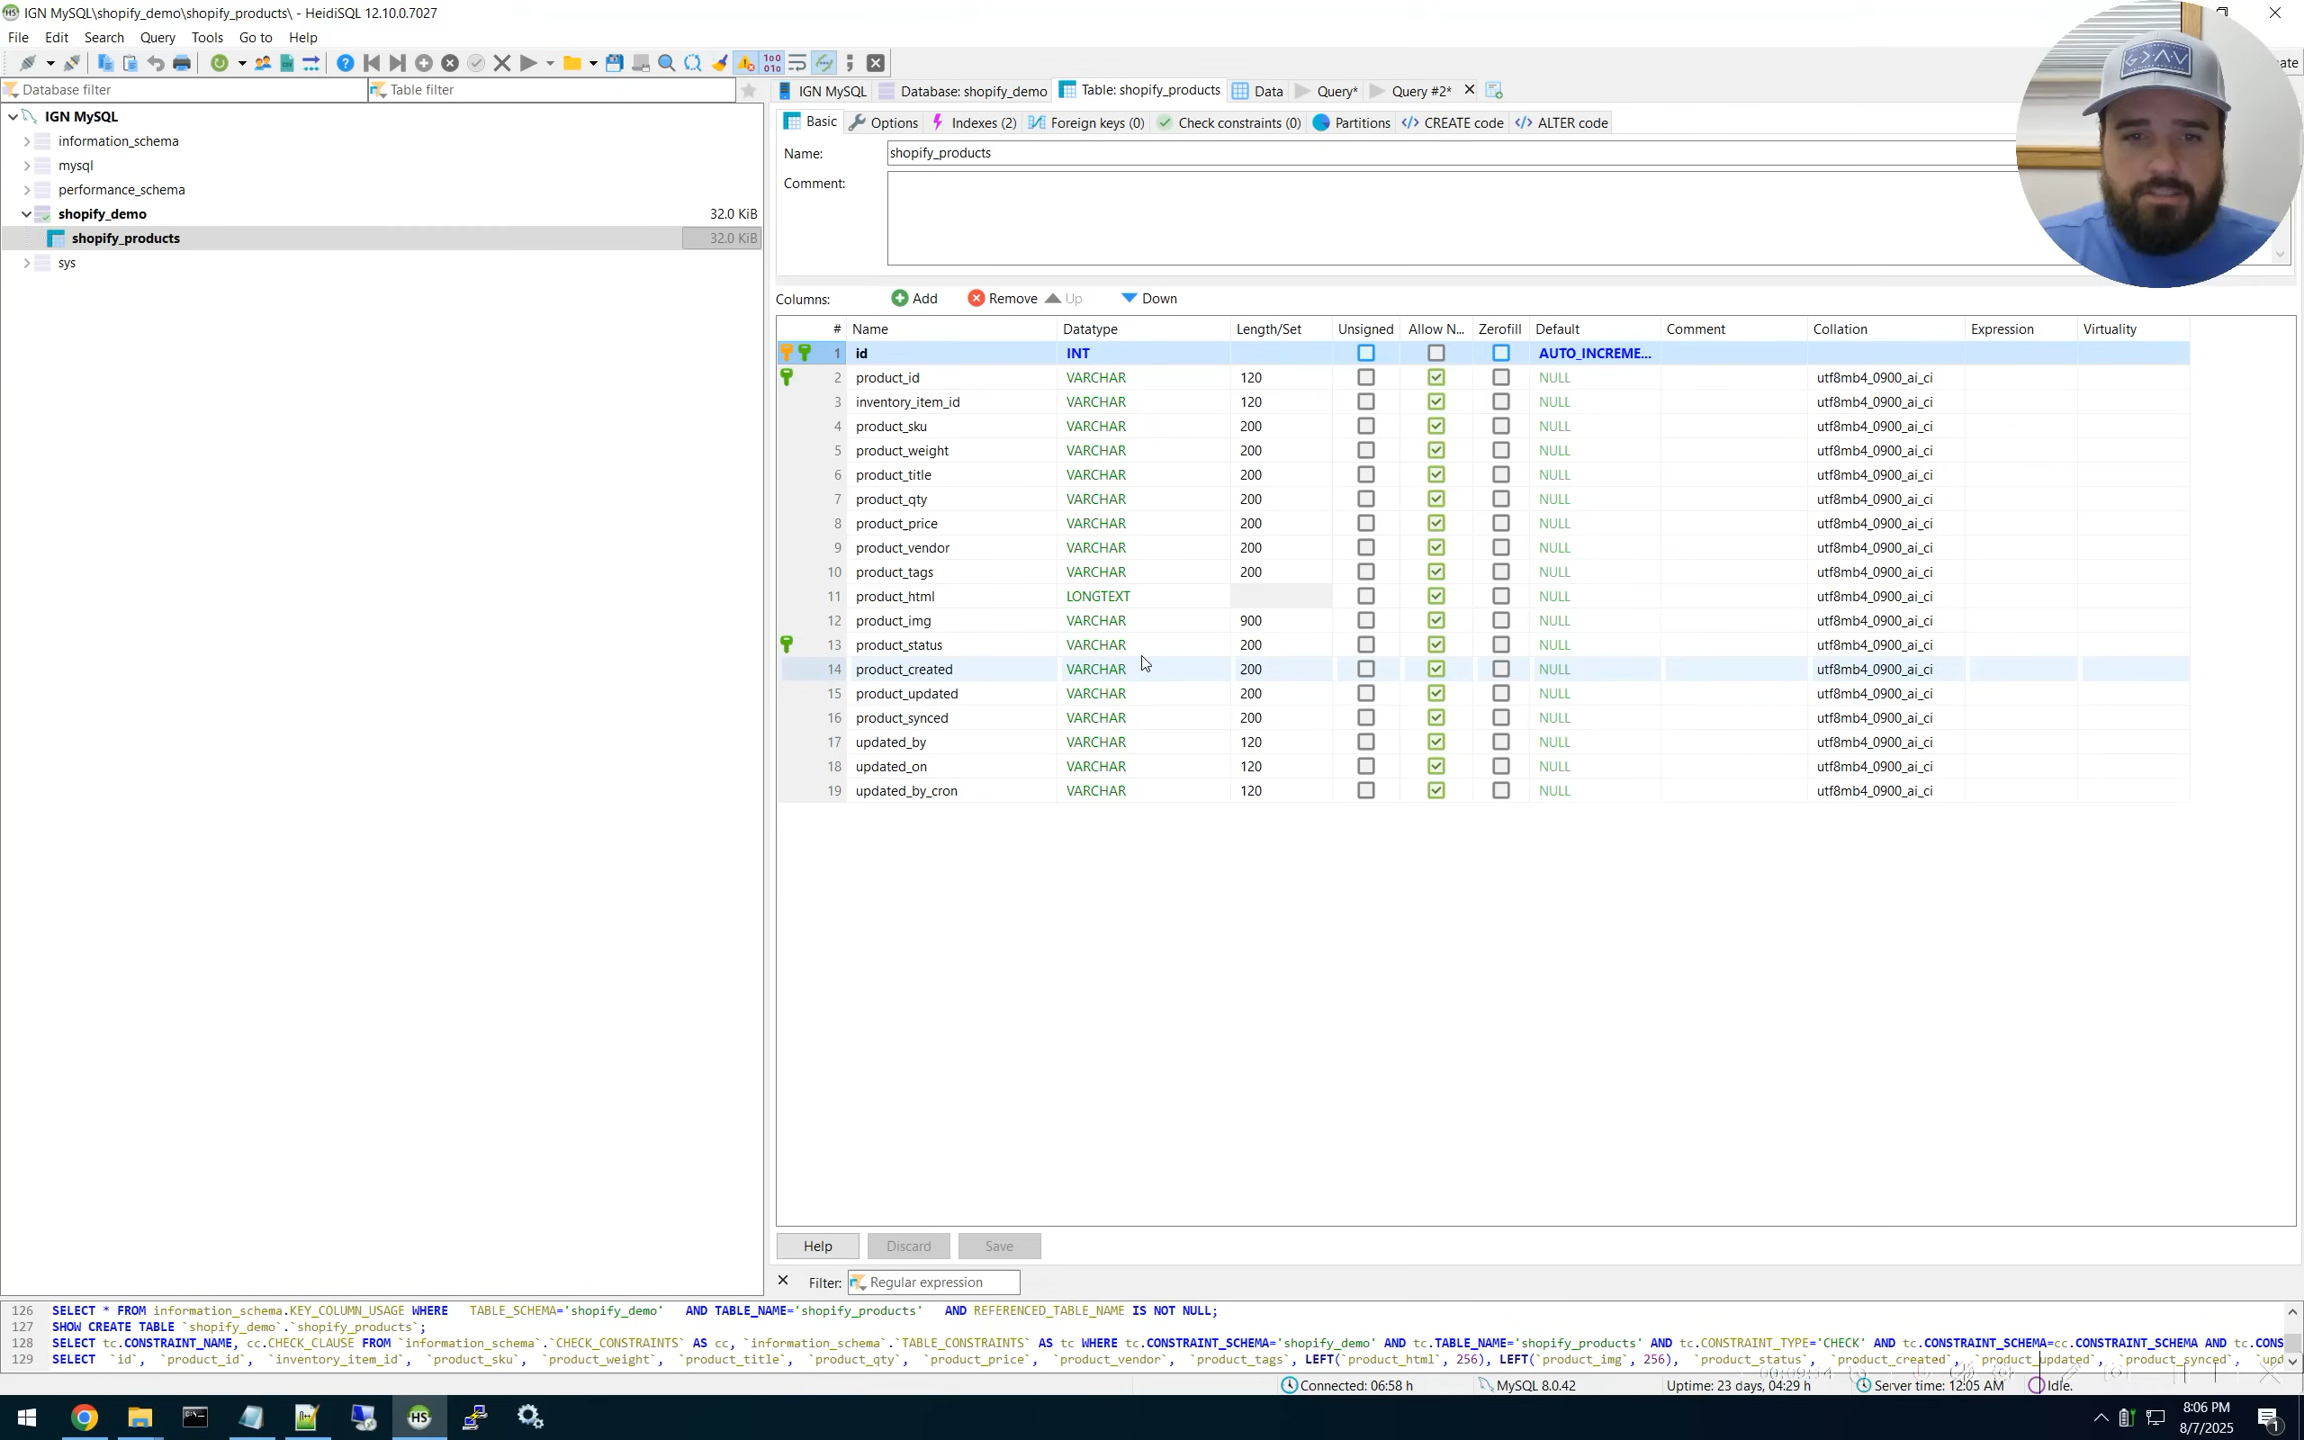 IGN MySQL\shopify_demo\shopify_products\ - HeidiSQL 12.10.0.7027
File Edit Search Query Tools Go to Help
Database filter Table filter
IGN MySQL Database: shopify_demo Table: shopify_products Data Query* Query #2*
IGN MySQL
information_schema
mysql
performance_schema
shopify_demo 32.0 KiB
shopify_products 32.0 KiB
sys
Basic Options Indexes (2) Foreign keys (0) Check constraints (0) Partitions CREATE code ALTER code
Name: shopify_products
Comment:
Columns: Add Remove Up Down
# Name Datatype Length/Set Unsigned Allow N... Zerofill Default Comment Collation Expression Virtuality
1 id INT AUTO_INCREME...
2 product_id VARCHAR 120 NULL utf8mb4_0900_ai_ci
3 inventory_item_id VARCHAR 120 NULL utf8mb4_0900_ai_ci
4 product_sku VARCHAR 200 NULL utf8mb4_0900_ai_ci
5 product_weight VARCHAR 200 NULL utf8mb4_0900_ai_ci
6 product_title VARCHAR 200 NULL utf8mb4_0900_ai_ci
7 product_qty VARCHAR 200 NULL utf8mb4_0900_ai_ci
8 product_price VARCHAR 200 NULL utf8mb4_0900_ai_ci
9 product_vendor VARCHAR 200 NULL utf8mb4_0900_ai_ci
10 product_tags VARCHAR 200 NULL utf8mb4_0900_ai_ci
11 product_html LONGTEXT NULL utf8mb4_0900_ai_ci
12 product_img VARCHAR 900 NULL utf8mb4_0900_ai_ci
13 product_status VARCHAR 200 NULL utf8mb4_0900_ai_ci
14 product_created VARCHAR 200 NULL utf8mb4_0900_ai_ci
15 product_updated VARCHAR 200 NULL utf8mb4_0900_ai_ci
16 product_synced VARCHAR 200 NULL utf8mb4_0900_ai_ci
17 updated_by VARCHAR 120 NULL utf8mb4_0900_ai_ci
18 updated_on VARCHAR 120 NULL utf8mb4_0900_ai_ci
19 updated_by_cron VARCHAR 120 NULL utf8mb4_0900_ai_ci
Help Discard Save
Filter: Regular expression
126 SELECT * FROM information_schema.KEY_COLUMN_USAGE WHERE TABLE_SCHEMA='shopify_demo' AND TABLE_NAME='shopify_products' AND REFERENCED_TABLE_NAME IS NOT NULL;
127 SHOW CREATE TABLE `shopify_demo`.`shopify_products`;
128 SELECT tc.CONSTRAINT_NAME, cc.CHECK_CLAUSE FROM `information_schema`.`CHECK_CONSTRAINTS` AS cc, `information_schema`.`TABLE_CONSTRAINTS` AS tc WHERE tc.CONSTRAINT_SCHEMA='shopify_demo' AND tc.TABLE_NAME='shopify_products' AND tc.CONSTRAINT_TYPE='CHECK' AND tc.CONSTRAINT_SCHEMA=cc.CONSTRAINT_SCHEMA AND tc.CONS
129 SELECT `id`, `product_id`, `inventory_item_id`, `product_sku`, `product_weight`, `product_title`, `product_qty`, `product_price`, `product_vendor`, `product_tags`, LEFT(`product_html`, 256), LEFT(`product_img`, 256), `product_status`, `product_created`, `product_updated`, `product_synced`, `upd
Connected: 06:58 h MySQL 8.0.42 Uptime: 23 days, 04:29 h Server time: 12:05 AM Idle.
8:06 PM
8/7/2025